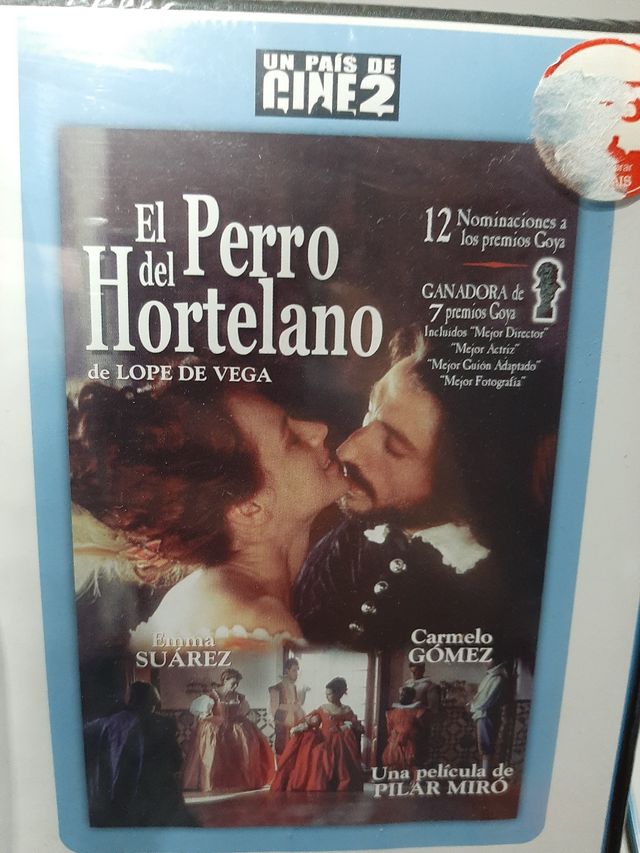 UN PAÍS DE
CINE 2
El Perro
del
Hortelano
de LOPE DE VEGA
12 Nominaciones a
los premios Goya
GANADORA de
7 premios Goya
Incluidos "Mejor Director"
"Mejor Actriz"
"Mejor Guión Adaptado"
"Mejor Fotografía"
Emma
SUÁREZ
Carmelo
GÓMEZ
Una película de
PILAR MIRÓ